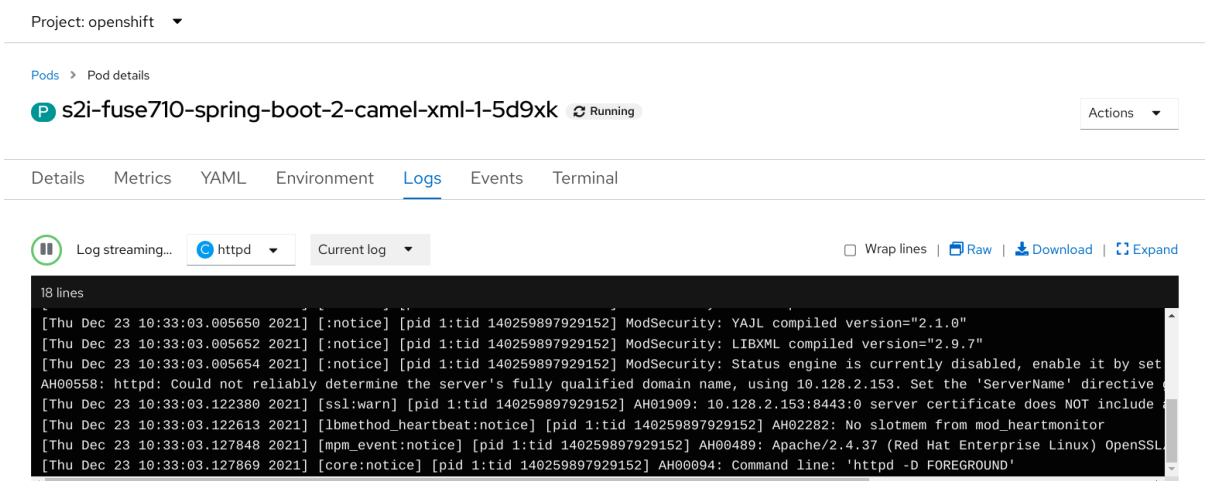 Project: openshift
Pods > Pod details
P s2i-fuse710-spring-boot-2-camel-xml-1-5d9xk Running
Actions
Details Metrics YAML Environment Logs Events Terminal
Log streaming... C httpd Current log Wrap lines | Raw | Download | Expand
18 lines
[Thu Dec 23 10:33:03.005650 2021] [:notice] [pid 1:tid 140259897929152] ModSecurity: YAJL compiled version="2.1.0"
[Thu Dec 23 10:33:03.005652 2021] [:notice] [pid 1:tid 140259897929152] ModSecurity: LIBXML compiled version="2.9.7"
[Thu Dec 23 10:33:03.005654 2021] [:notice] [pid 1:tid 140259897929152] ModSecurity: Status engine is currently disabled, enable it by set
AH00558: httpd: Could not reliably determine the server's fully qualified domain name, using 10.128.2.153. Set the 'ServerName' directive
[Thu Dec 23 10:33:03.122380 2021] [ssl:warn] [pid 1:tid 140259897929152] AH01909: 10.128.2.153:8443:0 server certificate does NOT include
[Thu Dec 23 10:33:03.122613 2021] [lbmethod_heartbeat:notice] [pid 1:tid 140259897929152] AH02282: No slotmem from mod_heartmonitor
[Thu Dec 23 10:33:03.127848 2021] [mpm_event:notice] [pid 1:tid 140259897929152] AH00489: Apache/2.4.37 (Red Hat Enterprise Linux) OpenSSL
[Thu Dec 23 10:33:03.127869 2021] [core:notice] [pid 1:tid 140259897929152] AH00094: Command line: 'httpd -D FOREGROUND'